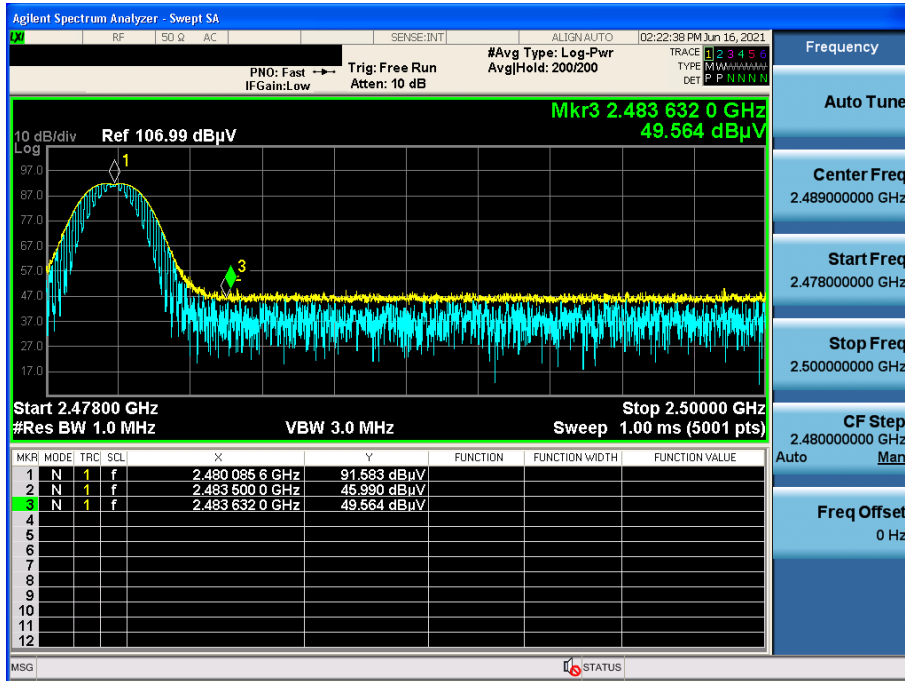 Agilent Spectrum Analyzer - Swept SA
LXI RF 50 Ω AC SENSE:INT ALIGN AUTO 02:22:38 PM Jun 16, 2021
PNO: Fast
IFGain:Low
Trig: Free Run
Atten: 10 dB
#Avg Type: Log-Pwr
Avg|Hold: 200/200
TRACE 1 2 3 4 5 6
TYPE M W W W W W
DET P P N N N N
Mkr3 2.483 632 0 GHz
49.564 dBµV
10 dB/div Ref 106.99 dBµV
Log
97.0
87.0
77.0
67.0
57.0
47.0
37.0
27.0
17.0
1
3
Start 2.47800 GHz Stop 2.50000 GHz
#Res BW 1.0 MHz VBW 3.0 MHz Sweep 1.00 ms (5001 pts)
MKR MODE TRC SCL X Y FUNCTION FUNCTION WIDTH FUNCTION VALUE
1 N 1 f 2.480 085 6 GHz 91.583 dBµV
2 N 1 f 2.483 500 0 GHz 45.990 dBµV
3 N 1 f 2.483 632 0 GHz 49.564 dBµV
4
5
6
7
8
9
10
11
12
MSG STATUS
Frequency
Auto Tune
Center Freq
2.489000000 GHz
Start Freq
2.478000000 GHz
Stop Freq
2.500000000 GHz
CF Step
2.480000000 GHz
Auto Man
Freq Offset
0 Hz